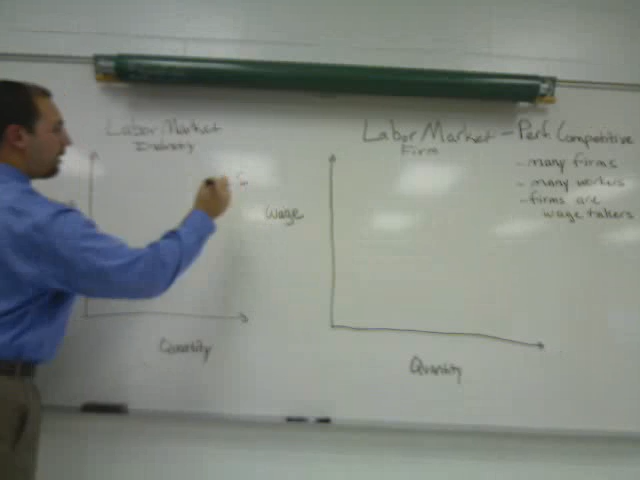 Labor Market
Industry
Labor Market - Perf Competitive
Firm
- many firms
- many workers
- firms are
wage takers
Wage
Quantity
Quantity